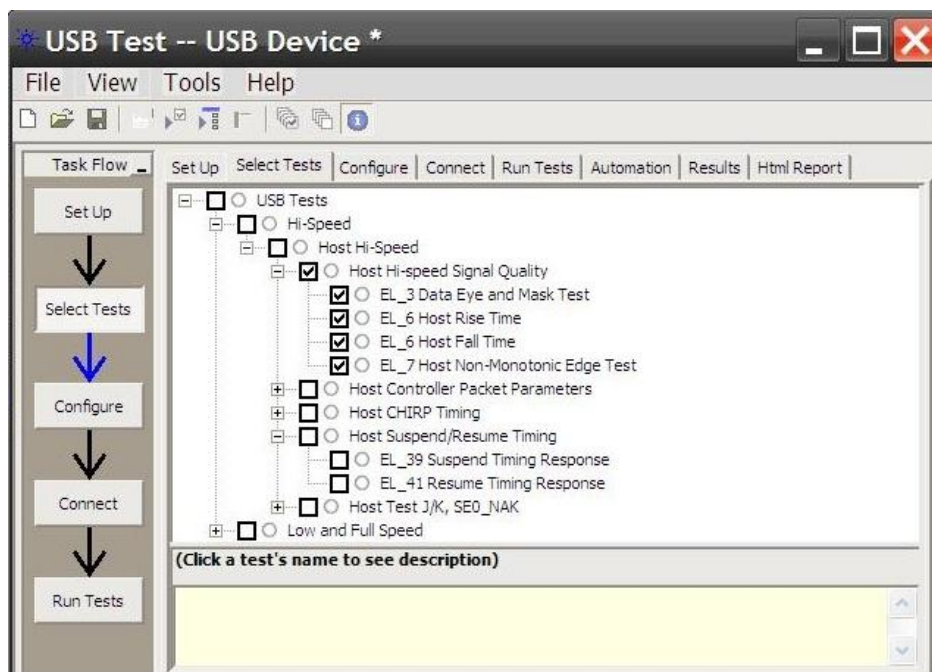 USB Test -- USB Device *
File View Tools Help
Task Flow
Set Up
Select Tests
Configure
Connect
Run Tests
Set Up Select Tests Configure Connect Run Tests Automation Results Html Report
USB Tests
Hi-Speed
Host Hi-Speed
Host Hi-speed Signal Quality
EL_3 Data Eye and Mask Test
EL_6 Host Rise Time
EL_6 Host Fall Time
EL_7 Host Non-Monotonic Edge Test
Host Controller Packet Parameters
Host CHIRP Timing
Host Suspend/Resume Timing
EL_39 Suspend Timing Response
EL_41 Resume Timing Response
Host Test J/K, SE0_NAK
Low and Full Speed
(Click a test's name to see description)